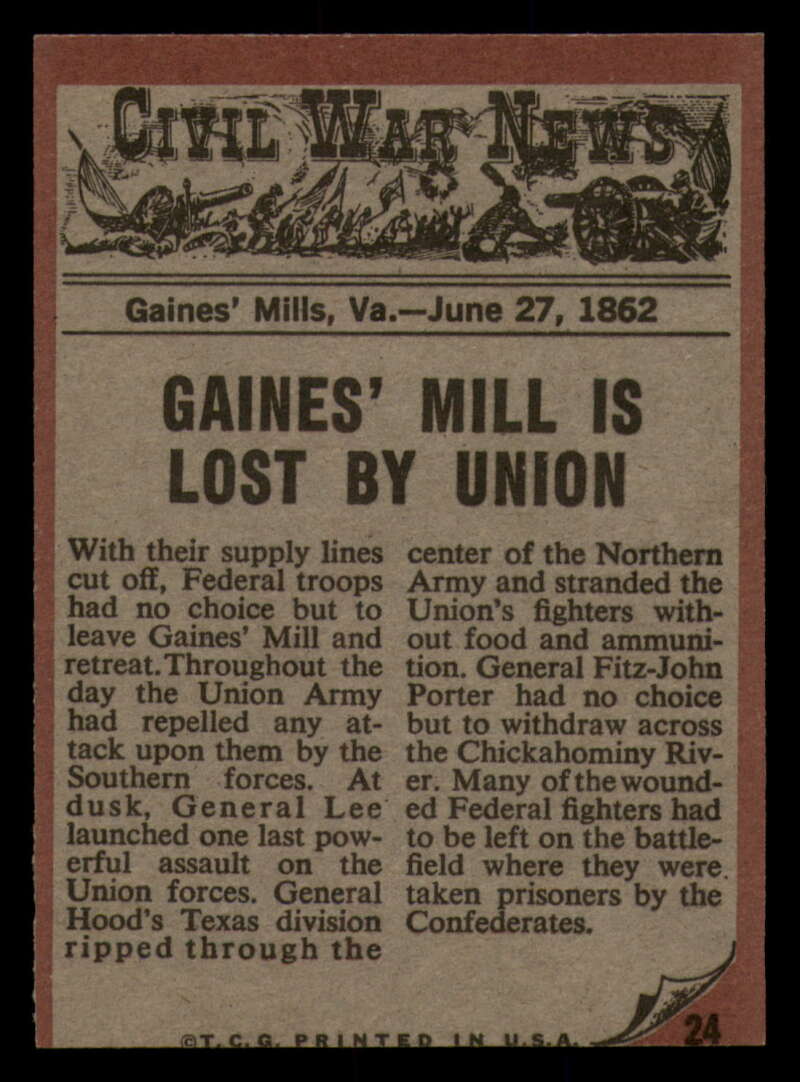 CIVIL WAR NEWS
Gaines' Mills, Va.—June 27, 1862
GAINES' MILL IS
LOST BY UNION
With their supply lines
cut off, Federal troops
had no choice but to
leave Gaines' Mill and
retreat. Throughout the
day the Union Army
had repelled any at-
tack upon them by the
Southern forces. At
dusk, General Lee
launched one last pow-
erful assault on the
Union forces. General
Hood's Texas division
ripped through the
center of the Northern
Army and stranded the
Union's fighters with-
out food and ammuni-
tion. General Fitz-John
Porter had no choice
but to withdraw across
the Chickahominy Riv-
er. Many of the wound-
ed Federal fighters had
to be left on the battle-
field where they were
taken prisoners by the
Confederates.
©T.C.G. PRINTED IN U.S.A.
24